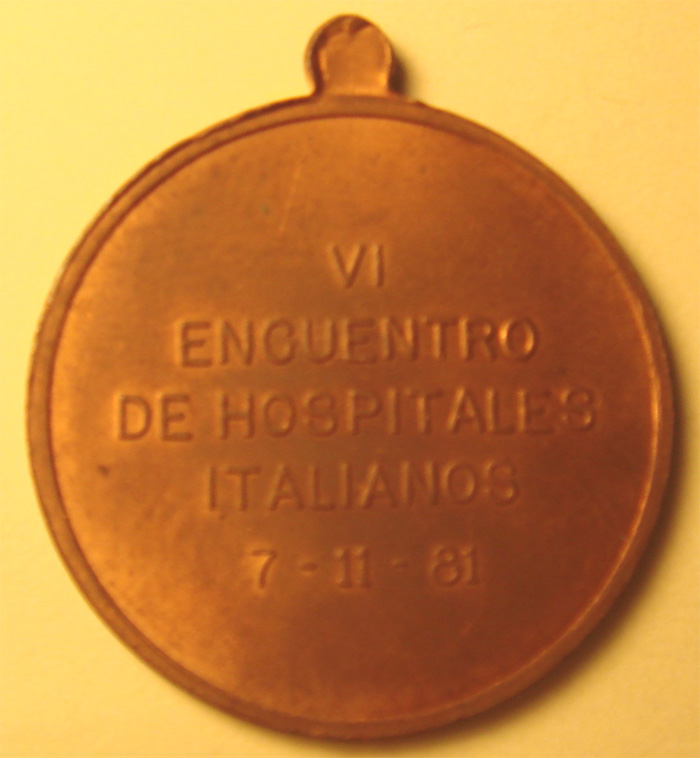 VI
ENCUENTRO
DE HOSPITALES
ITALIANOS
7 - 11 - 81